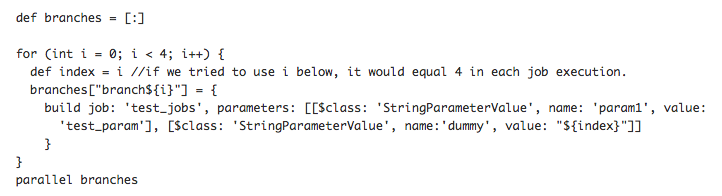 def branches = [:]
for (int i = 0; i < 4; i++) {
def index = i //if we tried to use i below, it would equal 4 in each job execution.
branches["branch${i}"] = {
build job: 'test_jobs', parameters: [[$class: 'StringParameterValue', name: 'param1', value:
'test_param'], [$class: 'StringParameterValue', name:'dummy', value: "${index}"]]
}
}
parallel branches